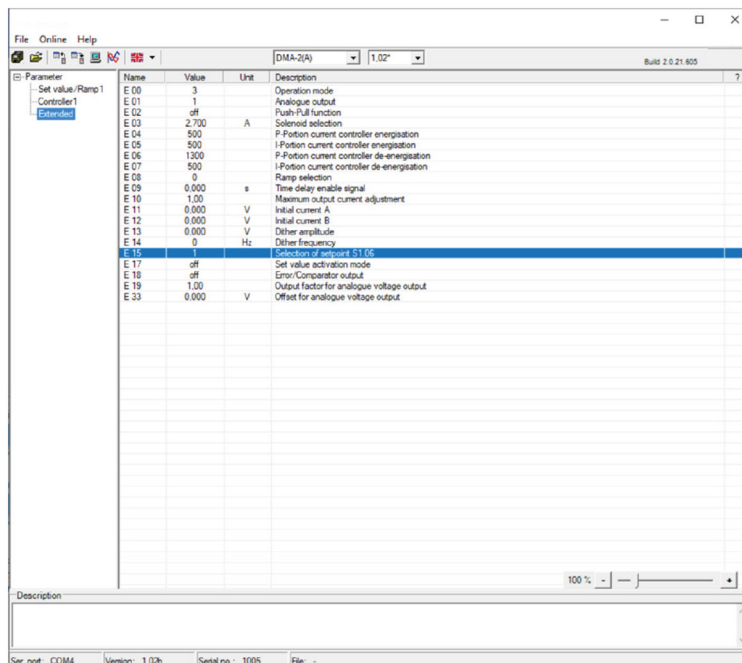 File Online Help
DMA-2(A) 1.02* Build 2.0.21.605
Parameter
Set value/Ramp1
Controller1
Extended
Name Value Unit Description ?
E 00 3 Operation mode
E 01 1 Analogue output
E 02 off Push-Pull function
E 03 2.700 A Solenoid selection
E 04 500 P-Portion current controller energisation
E 05 500 I-Portion current controller energisation
E 06 1300 P-Portion current controller de-energisation
E 07 500 I-Portion current controller de-energisation
E 08 0 Ramp selection
E 09 0,000 s Time delay enable signal
E 10 1,00 Maximum output current adjustment
E 11 0,000 V Initial current A
E 12 0,000 V Initial current B
E 13 0,000 V Dither amplitude
E 14 0 Hz Dither frequency
E 15 1 Selection of setpoint S1.06
E 17 off Set value activation mode
E 18 off Error/Comparator output
E 19 1,00 Output factor for analogue voltage output
E 33 0,000 V Offset for analogue voltage output
100 % - +
Description
Ser. port: COM4 Version: 1.02h Serial no.: 1005 File: -